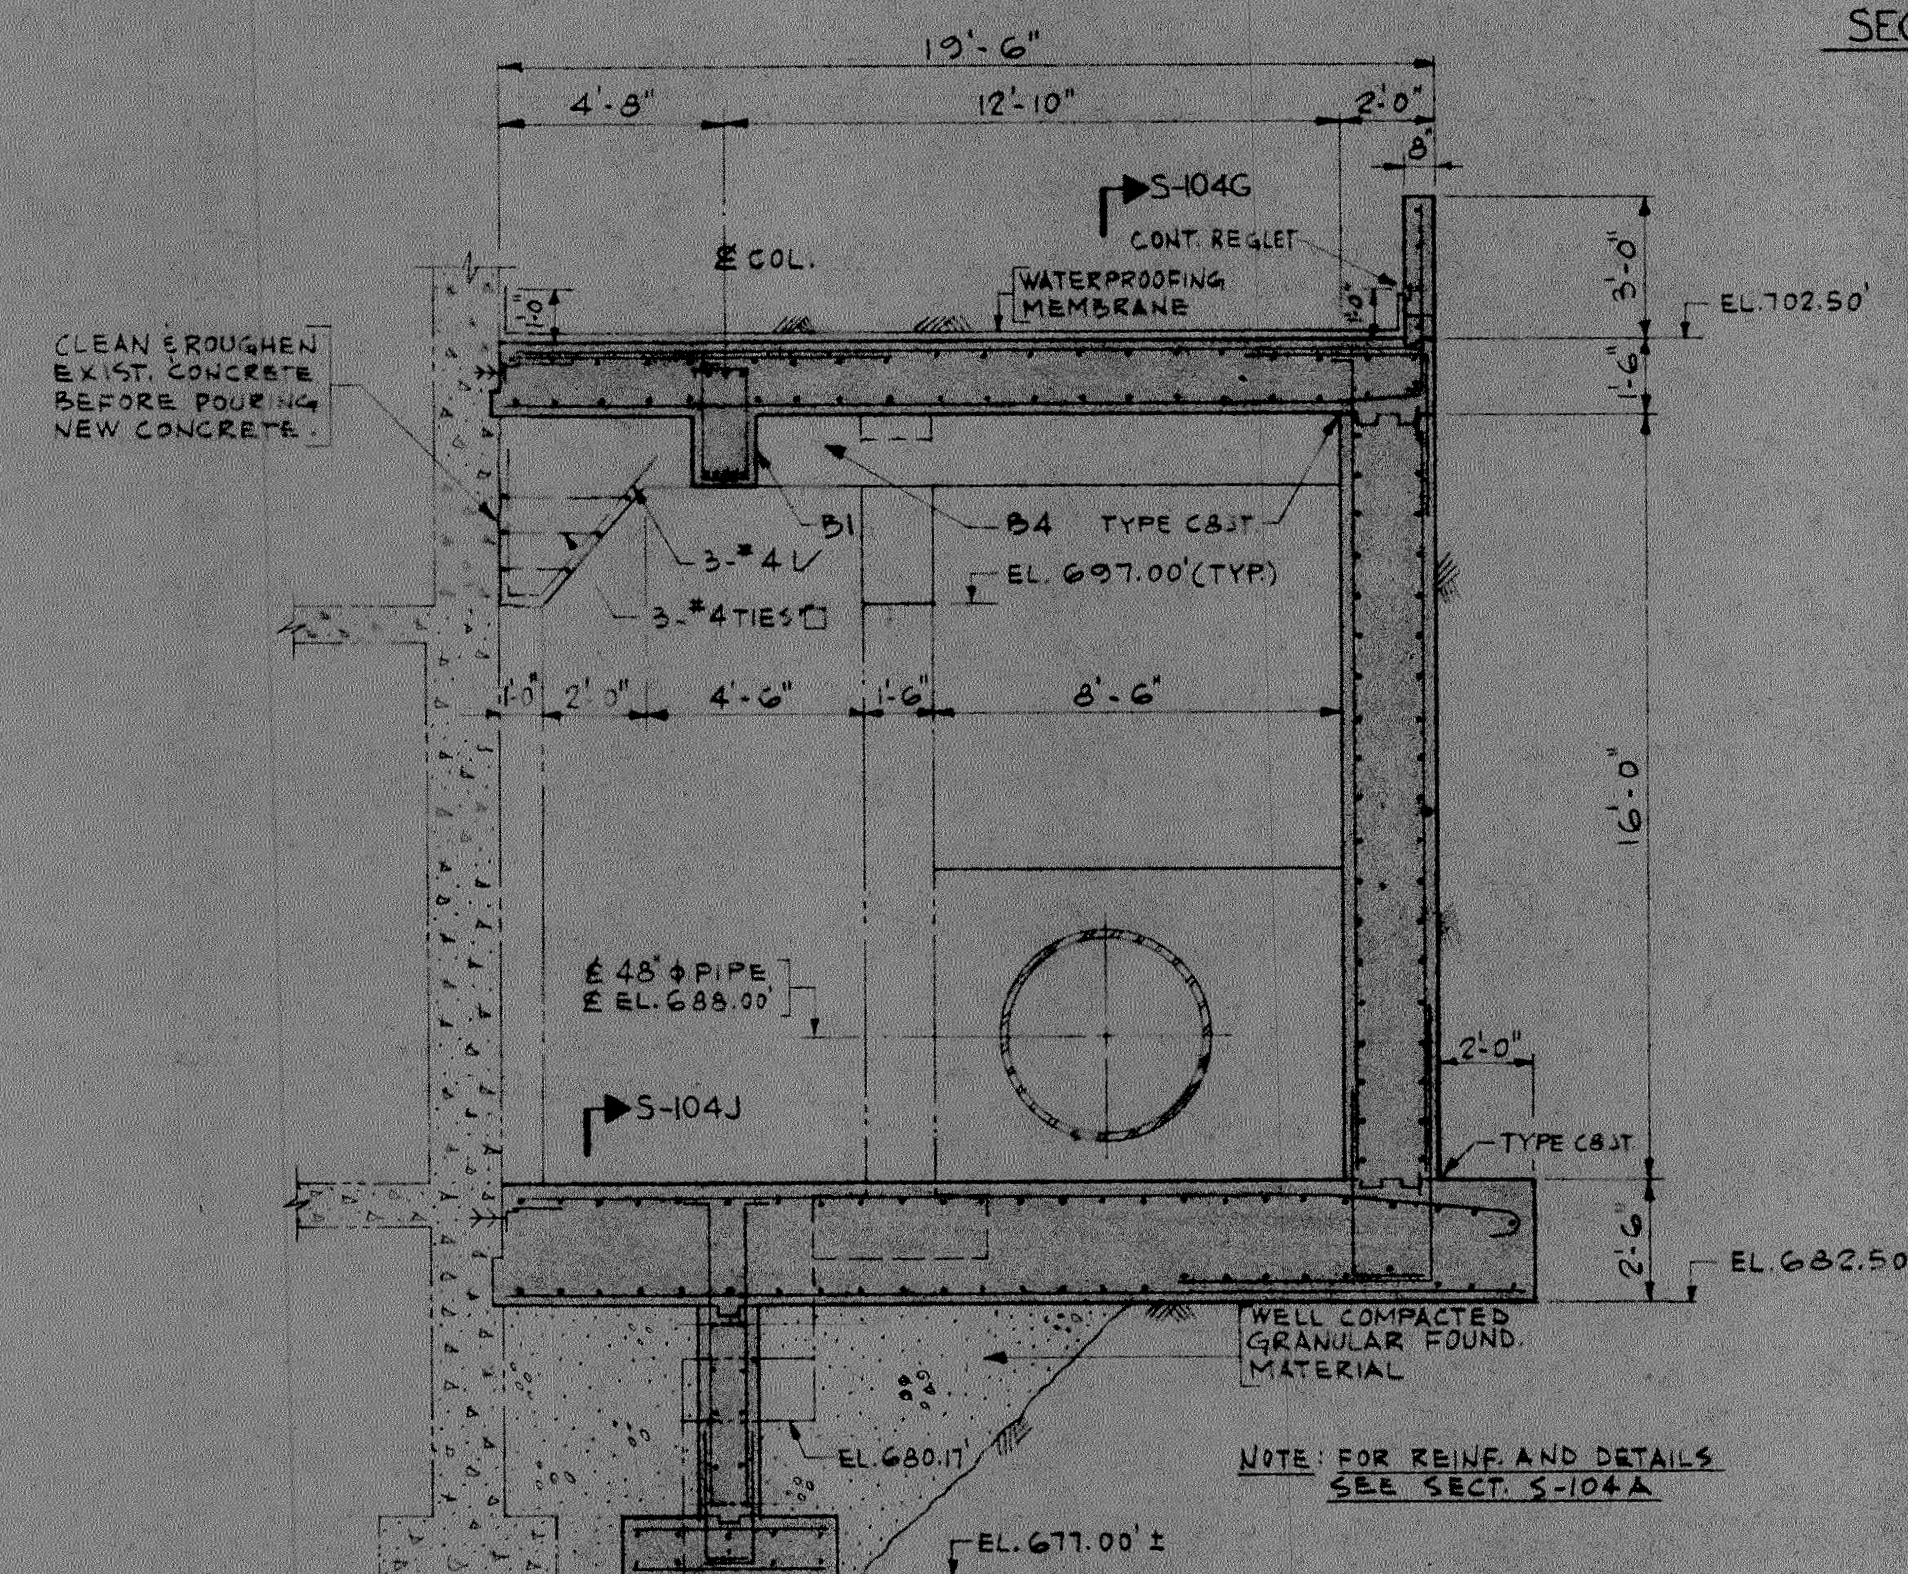 SEC
19'-6"
4'-8"
12'-10"
2'-0"
8"
S-104G
CONT. REGLET
℄ COL.
WATERPROOFING
MEMBRANE
1'-0"
1'-0"
3'-0"
EL. 702.50'
CLEAN & ROUGHEN
EXIST. CONCRETE
BEFORE POURING
NEW CONCRETE.
1'-6"
B1
B4
TYPE CBJT
3-#4
EL. 697.00' (TYP.)
3-#4 TIES
1'-0"
2'-0"
4'-6"
1'-6"
8'-6"
16'-0"
℄ 48" ⌀ PIPE
℄ EL. 688.00'
2'-0"
S-104J
TYPE CBJT
2'-6"
EL. 682.50
WELL COMPACTED
GRANULAR FOUND.
MATERIAL
EL. 680.17'
NOTE: FOR REINF. AND DETAILS
SEE SECT. S-104A
EL. 677.00' ±